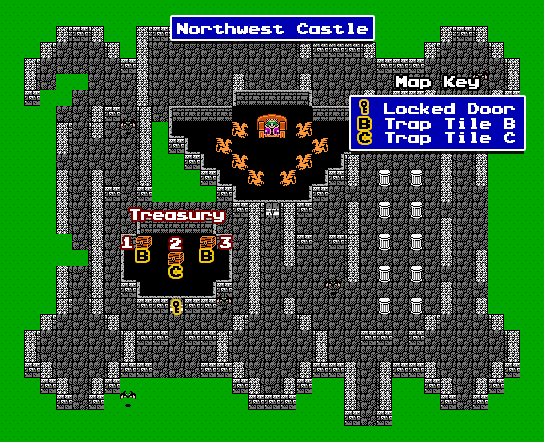 Northwest Castle
Map Key
Locked Door
B Trap Tile B
C Trap Tile C
Treasury
1 2 3
B B
C